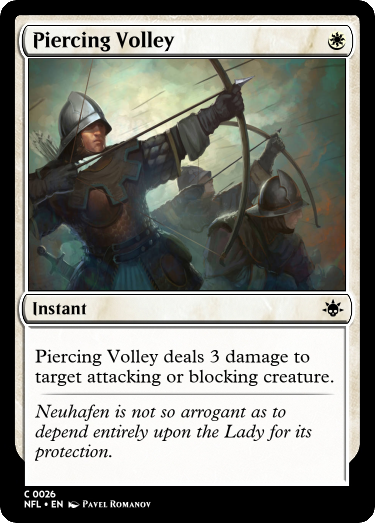 Piercing Volley
Instant
Piercing Volley deals 3 damage to
target attacking or blocking creature.
Neuhafen is not so arrogant as to
depend entirely upon the Lady for its
protection.
C 0026
NFL • EN Pavel Romanov